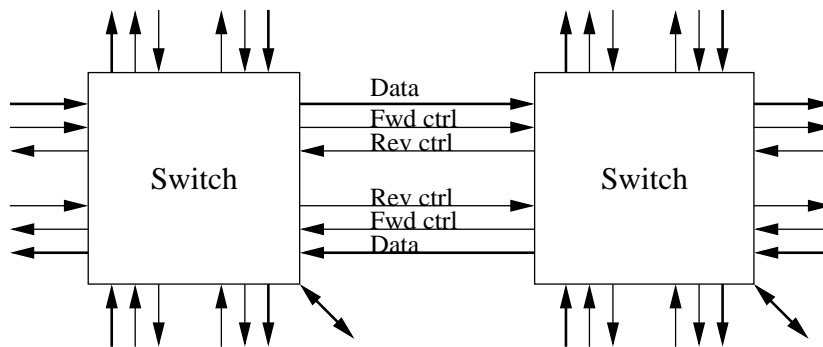 Data
Fwd ctrl
Rev ctrl
Switch
Switch
Rev ctrl
Fwd ctrl
Data